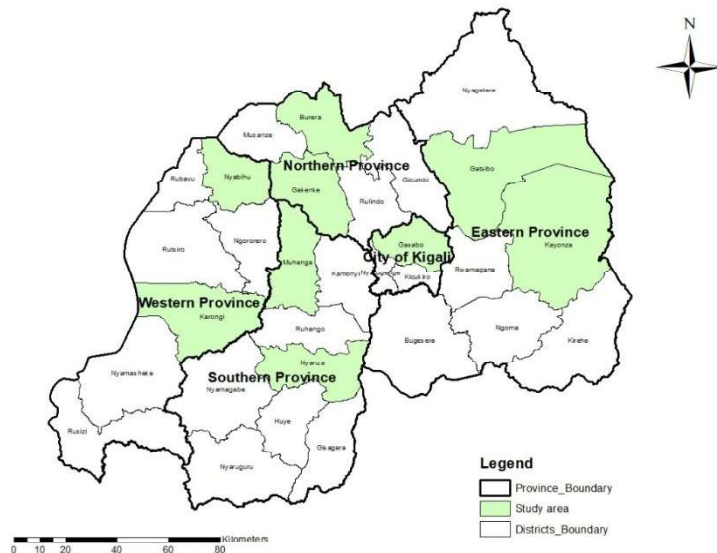 N
Nyagatare
Burera
Musanze
Northern Province
Gatsibo
Rubavu
Nyabihu
Gakenke
Gicumbi
Rulindo
Eastern Province
Rutsiro
Ngororero
Gasabo
Kayonza
Muhanga
City of Kigali
Kamonyi
Kicukiro
Rwamagana
Western Province
Karongi
Ruhango
Bugesera
Ngoma
Kirehe
Nyanza
Nyamasheke
Southern Province
Nyamagabe
Rusizi
Huye
Gisagara
Nyaruguru
Legend
Province_Boundary
Study area
Districts_Boundary
Kilometers
0 10 20 40 60 80